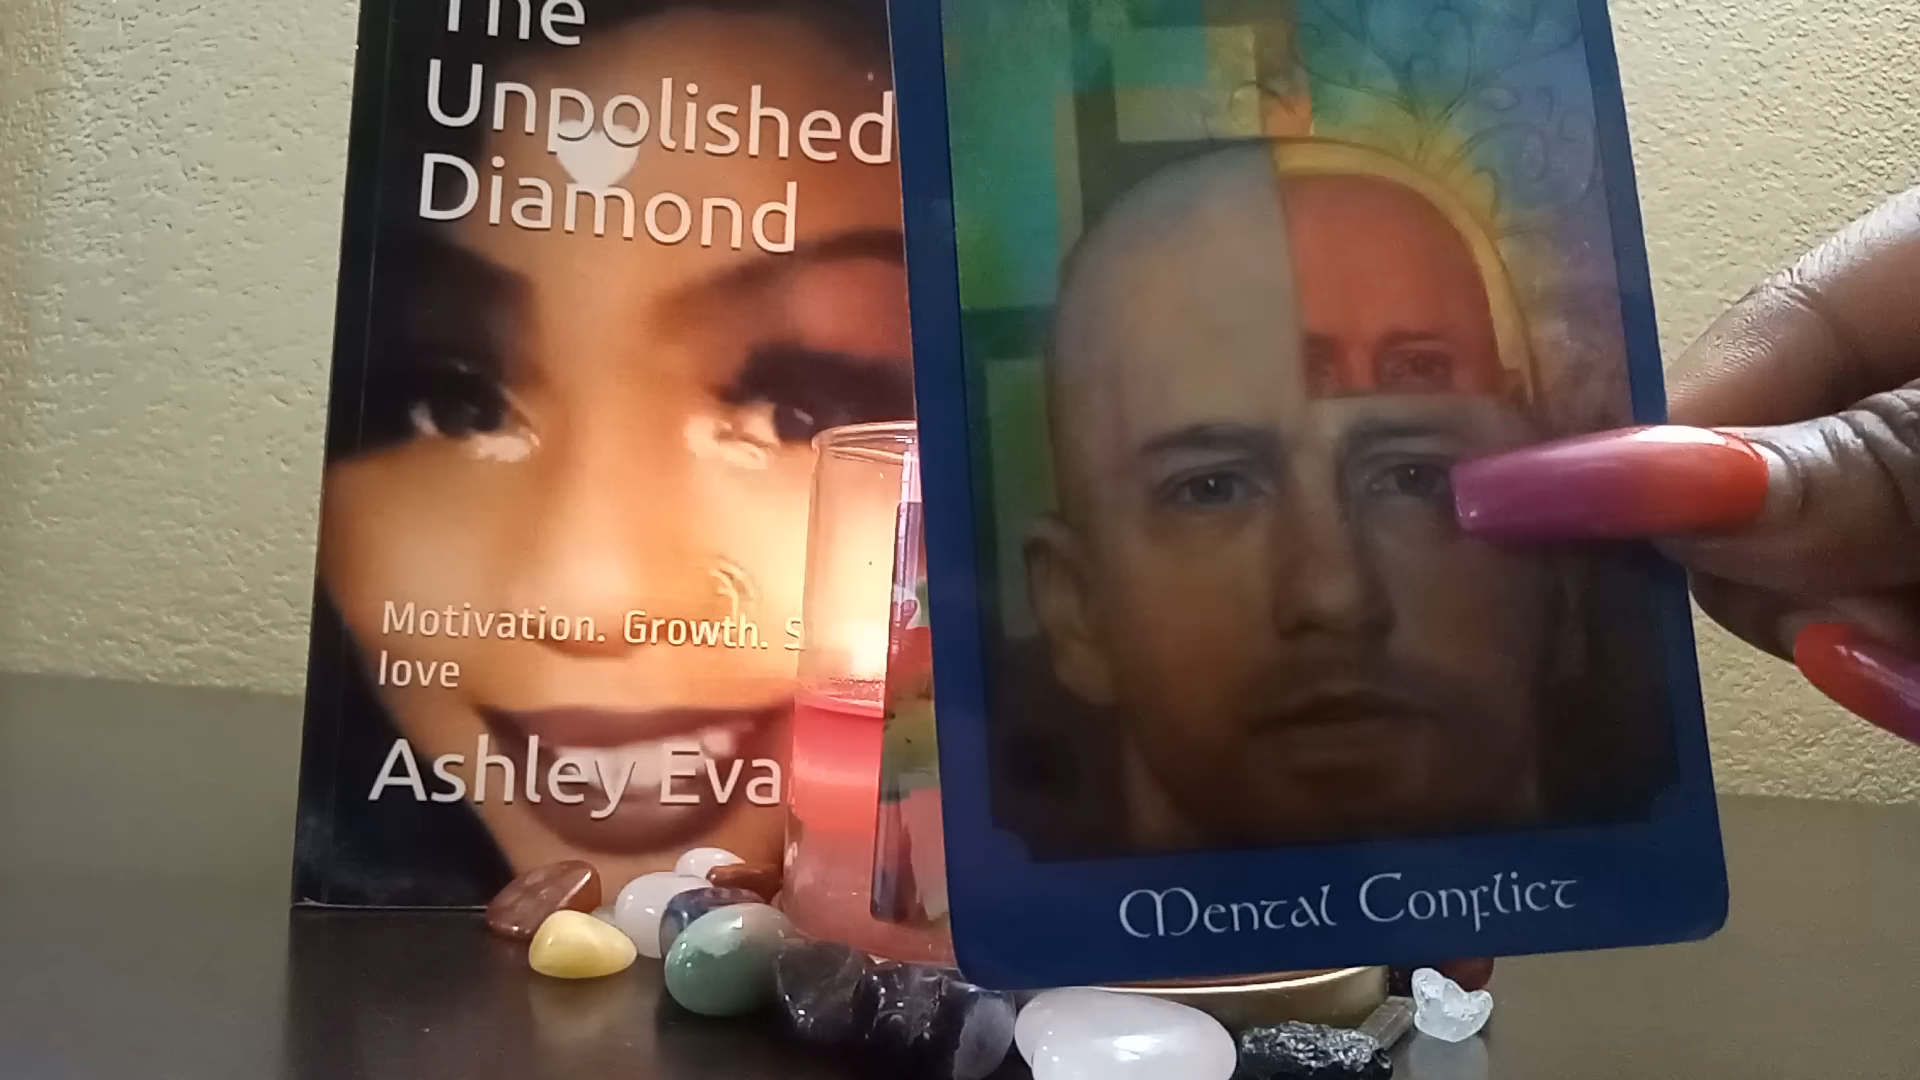 The
Unpolished
Diamond
Motivation. Growth. S
love
Ashley Eva
Mental Conflict